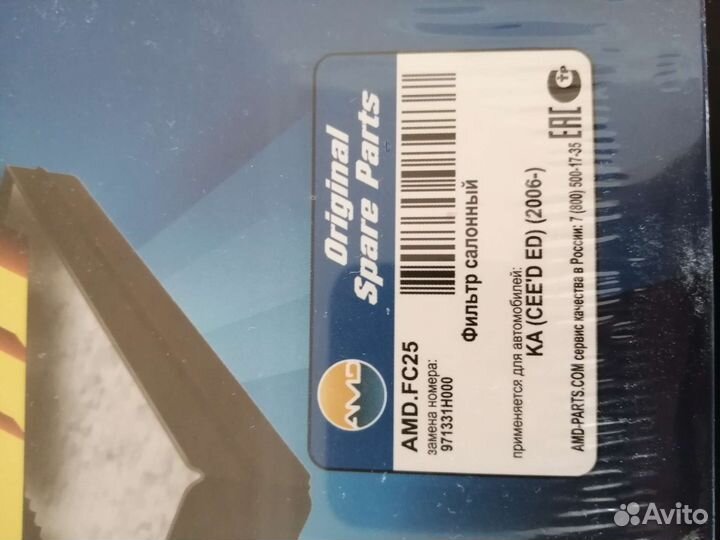 AMD
Original
Spare Parts
AMD.FC25
замена номера:
971331H000
Фильтр салонный
применяется для автомобилей:
KA (CEE'D ED) (2006-)
AMD-PARTS.COM сервис качества в России: 7 (800) 500-17-35
EAC
тр
Avito